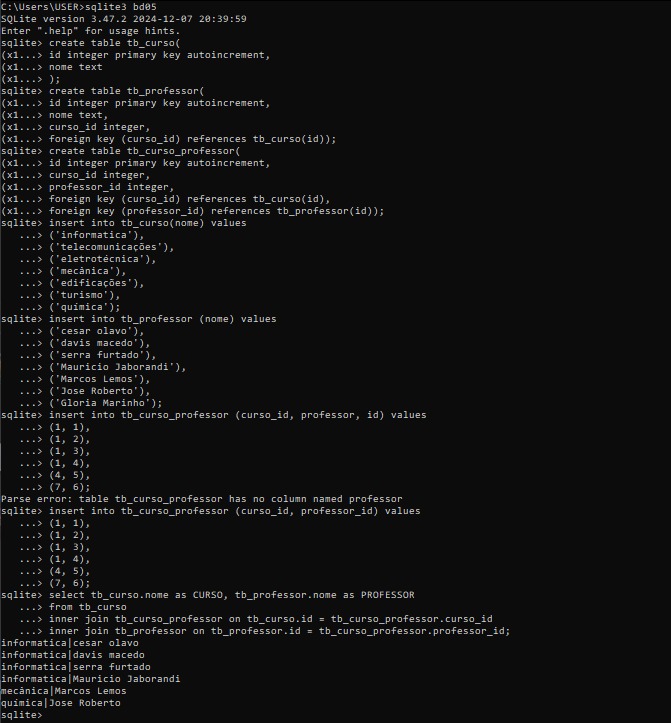 C:\Users\USER>sqlite3 bd05
SQLite version 3.47.2 2024-12-07 20:39:59
Enter ".help" for usage hints.
sqlite> create table tb_curso(
(x1...> id integer primary key autoincrement,
(x1...> nome text
(x1...> );
sqlite> create table tb_professor(
(x1...> id integer primary key autoincrement,
(x1...> nome text,
(x1...> curso_id integer,
(x1...> foreign key (curso_id) references tb_curso(id));
sqlite> create table tb_curso_professor(
(x1...> id integer primary key autoincrement,
(x1...> curso_id integer,
(x1...> professor_id integer,
(x1...> foreign key (curso_id) references tb_curso(id),
(x1...> foreign key (professor_id) references tb_professor(id));
sqlite> insert into tb_curso(nome) values
...> ('informatica'),
...> ('telecomunicações'),
...> ('eletrotécnica'),
...> ('mecânica'),
...> ('edificações'),
...> ('turismo'),
...> ('química');
sqlite> insert into tb_professor (nome) values
...> ('cesar olavo'),
...> ('davis macedo'),
...> ('serra furtado'),
...> ('Mauricio Jaborandi'),
...> ('Marcos Lemos'),
...> ('Jose Roberto'),
...> ('Gloria Marinho');
sqlite> insert into tb_curso_professor (curso_id, professor, id) values
...> (1, 1),
...> (1, 2),
...> (1, 3),
...> (1, 4),
...> (4, 5),
...> (7, 6);
Parse error: table tb_curso_professor has no column named professor
sqlite> insert into tb_curso_professor (curso_id, professor_id) values
...> (1, 1),
...> (1, 2),
...> (1, 3),
...> (1, 4),
...> (4, 5),
...> (7, 6);
sqlite> select tb_curso.nome as CURSO, tb_professor.nome as PROFESSOR
...> from tb_curso
...> inner join tb_curso_professor on tb_curso.id = tb_curso_professor.curso_id
...> inner join tb_professor on tb_professor.id = tb_curso_professor.professor_id;
informatica|cesar olavo
informatica|davis macedo
informatica|serra furtado
informatica|Mauricio Jaborandi
mecânica|Marcos Lemos
química|Jose Roberto
sqlite>